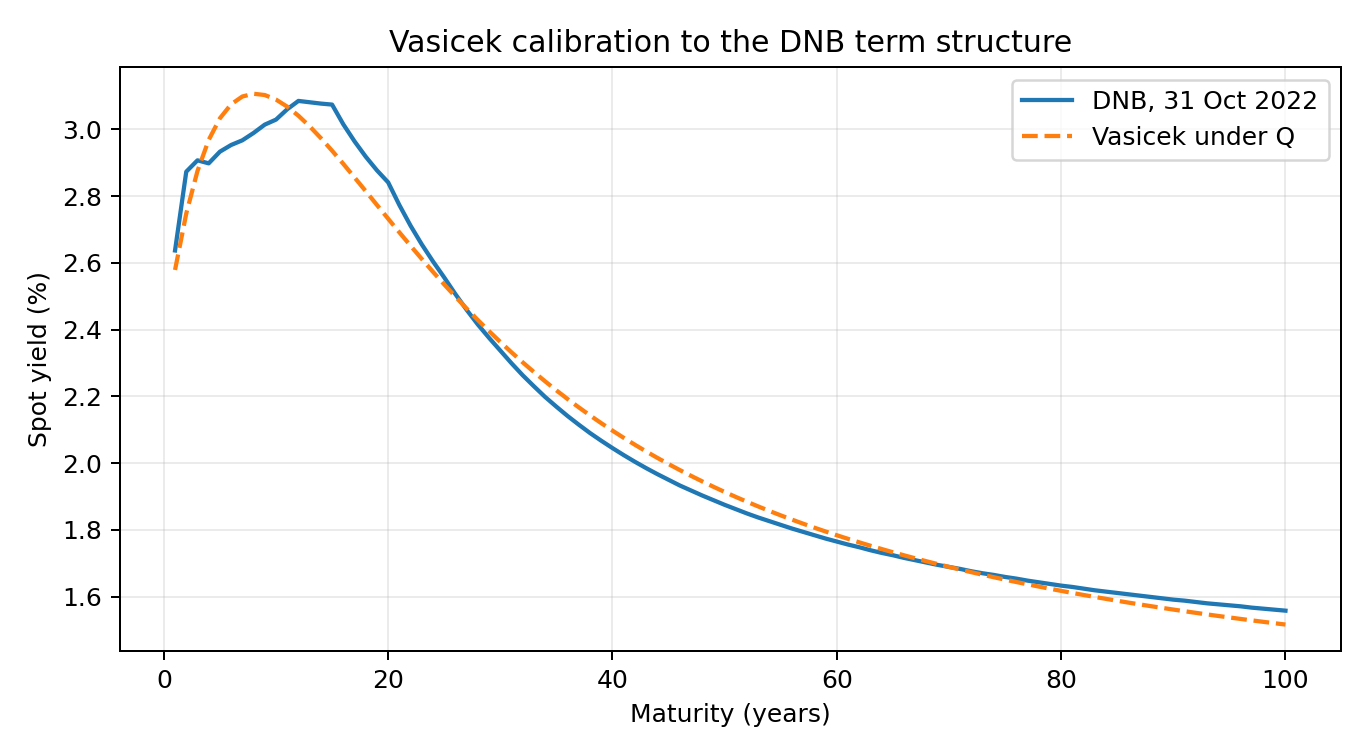 Vasicek calibration to the DNB term structure
DNB, 31 Oct 2022
Vasicek under Q
Spot yield (%)
3.0
2.8
2.6
2.4
2.2
2.0
1.8
1.6
0 20 40 60 80 100
Maturity (years)